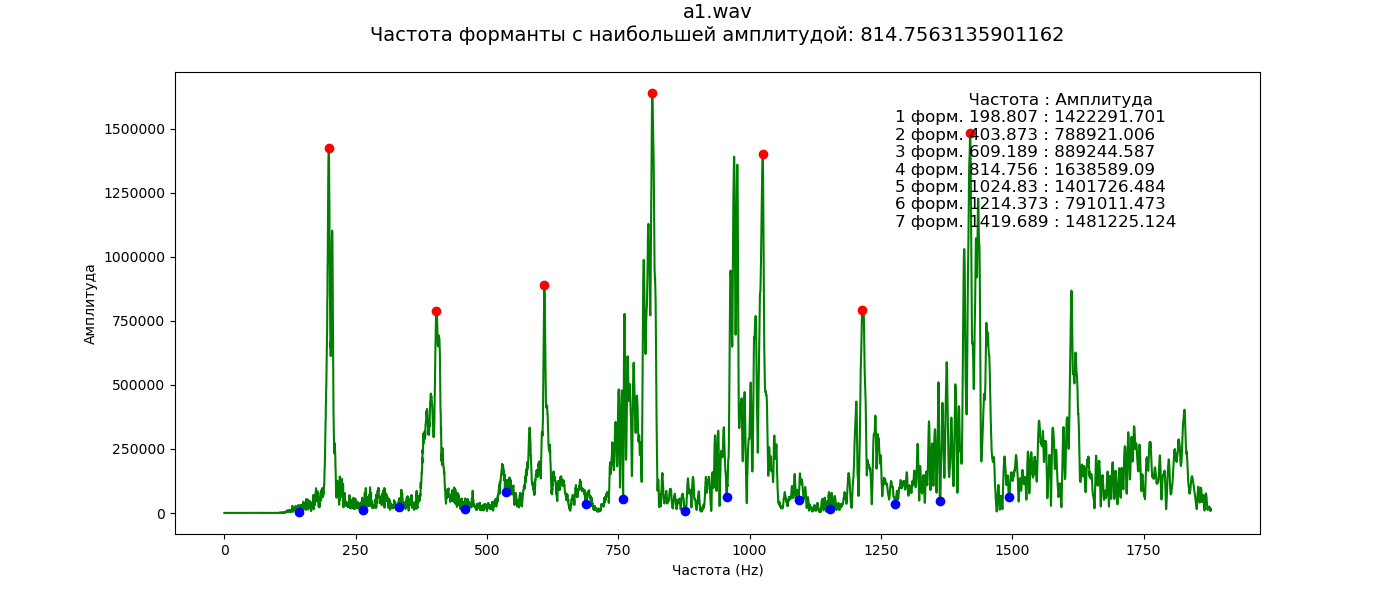 a1.wav
Частота форманты с наибольшей амплитудой: 814.7563135901162
Частота : Амплитуда
1 форм. 198.807 : 1422291.701
2 форм. 403.873 : 788921.006
3 форм. 609.189 : 889244.587
4 форм. 814.756 : 1638589.09
5 форм. 1024.83 : 1401726.484
6 форм. 1214.373 : 791011.473
7 форм. 1419.689 : 1481225.124
Амплитуда
1500000
1250000
1000000
750000
500000
250000
0
0 250 500 750 1000 1250 1500 1750
Частота (Hz)